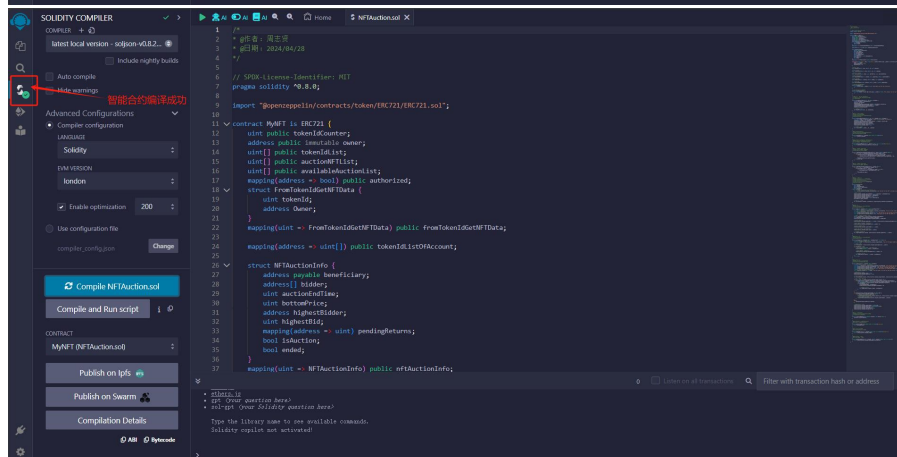 SOLIDITY COMPILER
COMPILER
latest local version - soljson-v0.8.2...
Include nightly builds
Auto compile
Hide warnings
智能合约编译成功
Advanced Configurations
Compiler configuration
LANGUAGE
Solidity
EVM VERSION
london
Enable optimization 200
Use configuration file
compiler_config.json Change
Compile NFTAuction.sol
Compile and Run script
CONTRACT
MyNFT (NFTAuction.sol)
Publish on Ipfs
Publish on Swarm
Compilation Details
ABI Bytecode
AI AI AI Home NFTAuction.sol
1 /*
2 * @作者: 周志贤
3 * @日期: 2024/04/28
4 */
5
6 // SPDX-License-Identifier: MIT
7 pragma solidity ^0.8.0;
8
9 import "@openzeppelin/contracts/token/ERC721/ERC721.sol";
10
11 contract MyNFT is ERC721 {
12 uint public tokenIdCounter;
13 address public immutable owner;
14 uint[] public tokenIdList;
15 uint[] public auctionNFTList;
16 uint[] public availableAuctionList;
17 mapping(address => bool) public authorized;
18 struct FromTokenIdGetNFTData {
19 uint tokenId;
20 address Owner;
21 }
22 mapping(uint => FromTokenIdGetNFTData) public fromTokenIdGetNFTData;
23
24 mapping(address => uint[]) public tokenIdListOfAccount;
25
26 struct NFTAuctionInfo {
27 address payable beneficiary;
28 address[] bidder;
29 uint auctionEndTime;
30 uint bottomPrice;
31 address highestBidder;
32 uint highestBid;
33 mapping(address => uint) pendingReturns;
34 bool isAuction;
35 bool ended;
36 }
37 mapping(uint => NFTAuctionInfo) public nftAuctionInfo;
0 Listen on all transactions Filter with transaction hash or address
ethers.js
gpt (your question here)
sol-gpt (your Solidity question here)
Type the library name to see available commands.
Solidity copilot not activated!
>